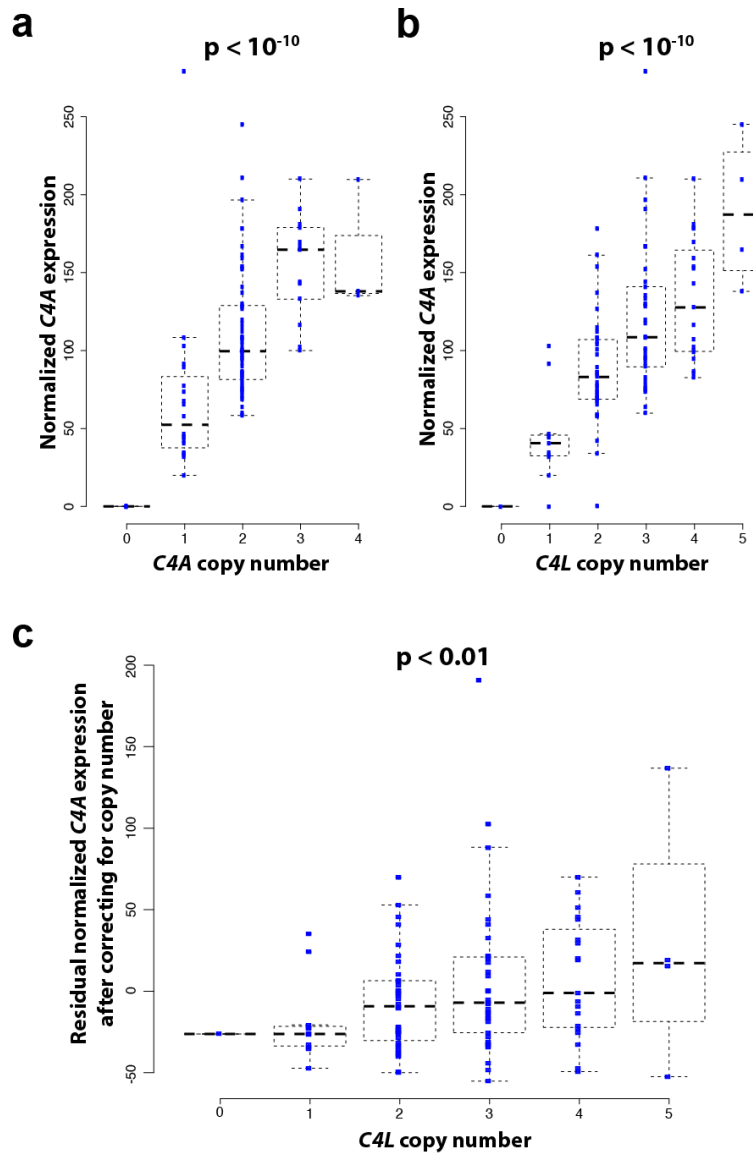 a
p < 10⁻¹⁰
Normalized C4A expression
250
200
150
100
50
0
0 1 2 3 4
C4A copy number
b
p < 10⁻¹⁰
Normalized C4A expression
250
200
150
100
50
0
0 1 2 3 4 5
C4L copy number
c
p < 0.01
Residual normalized C4A expression
after correcting for copy number
200
150
100
50
0
-50
0 1 2 3 4 5
C4L copy number